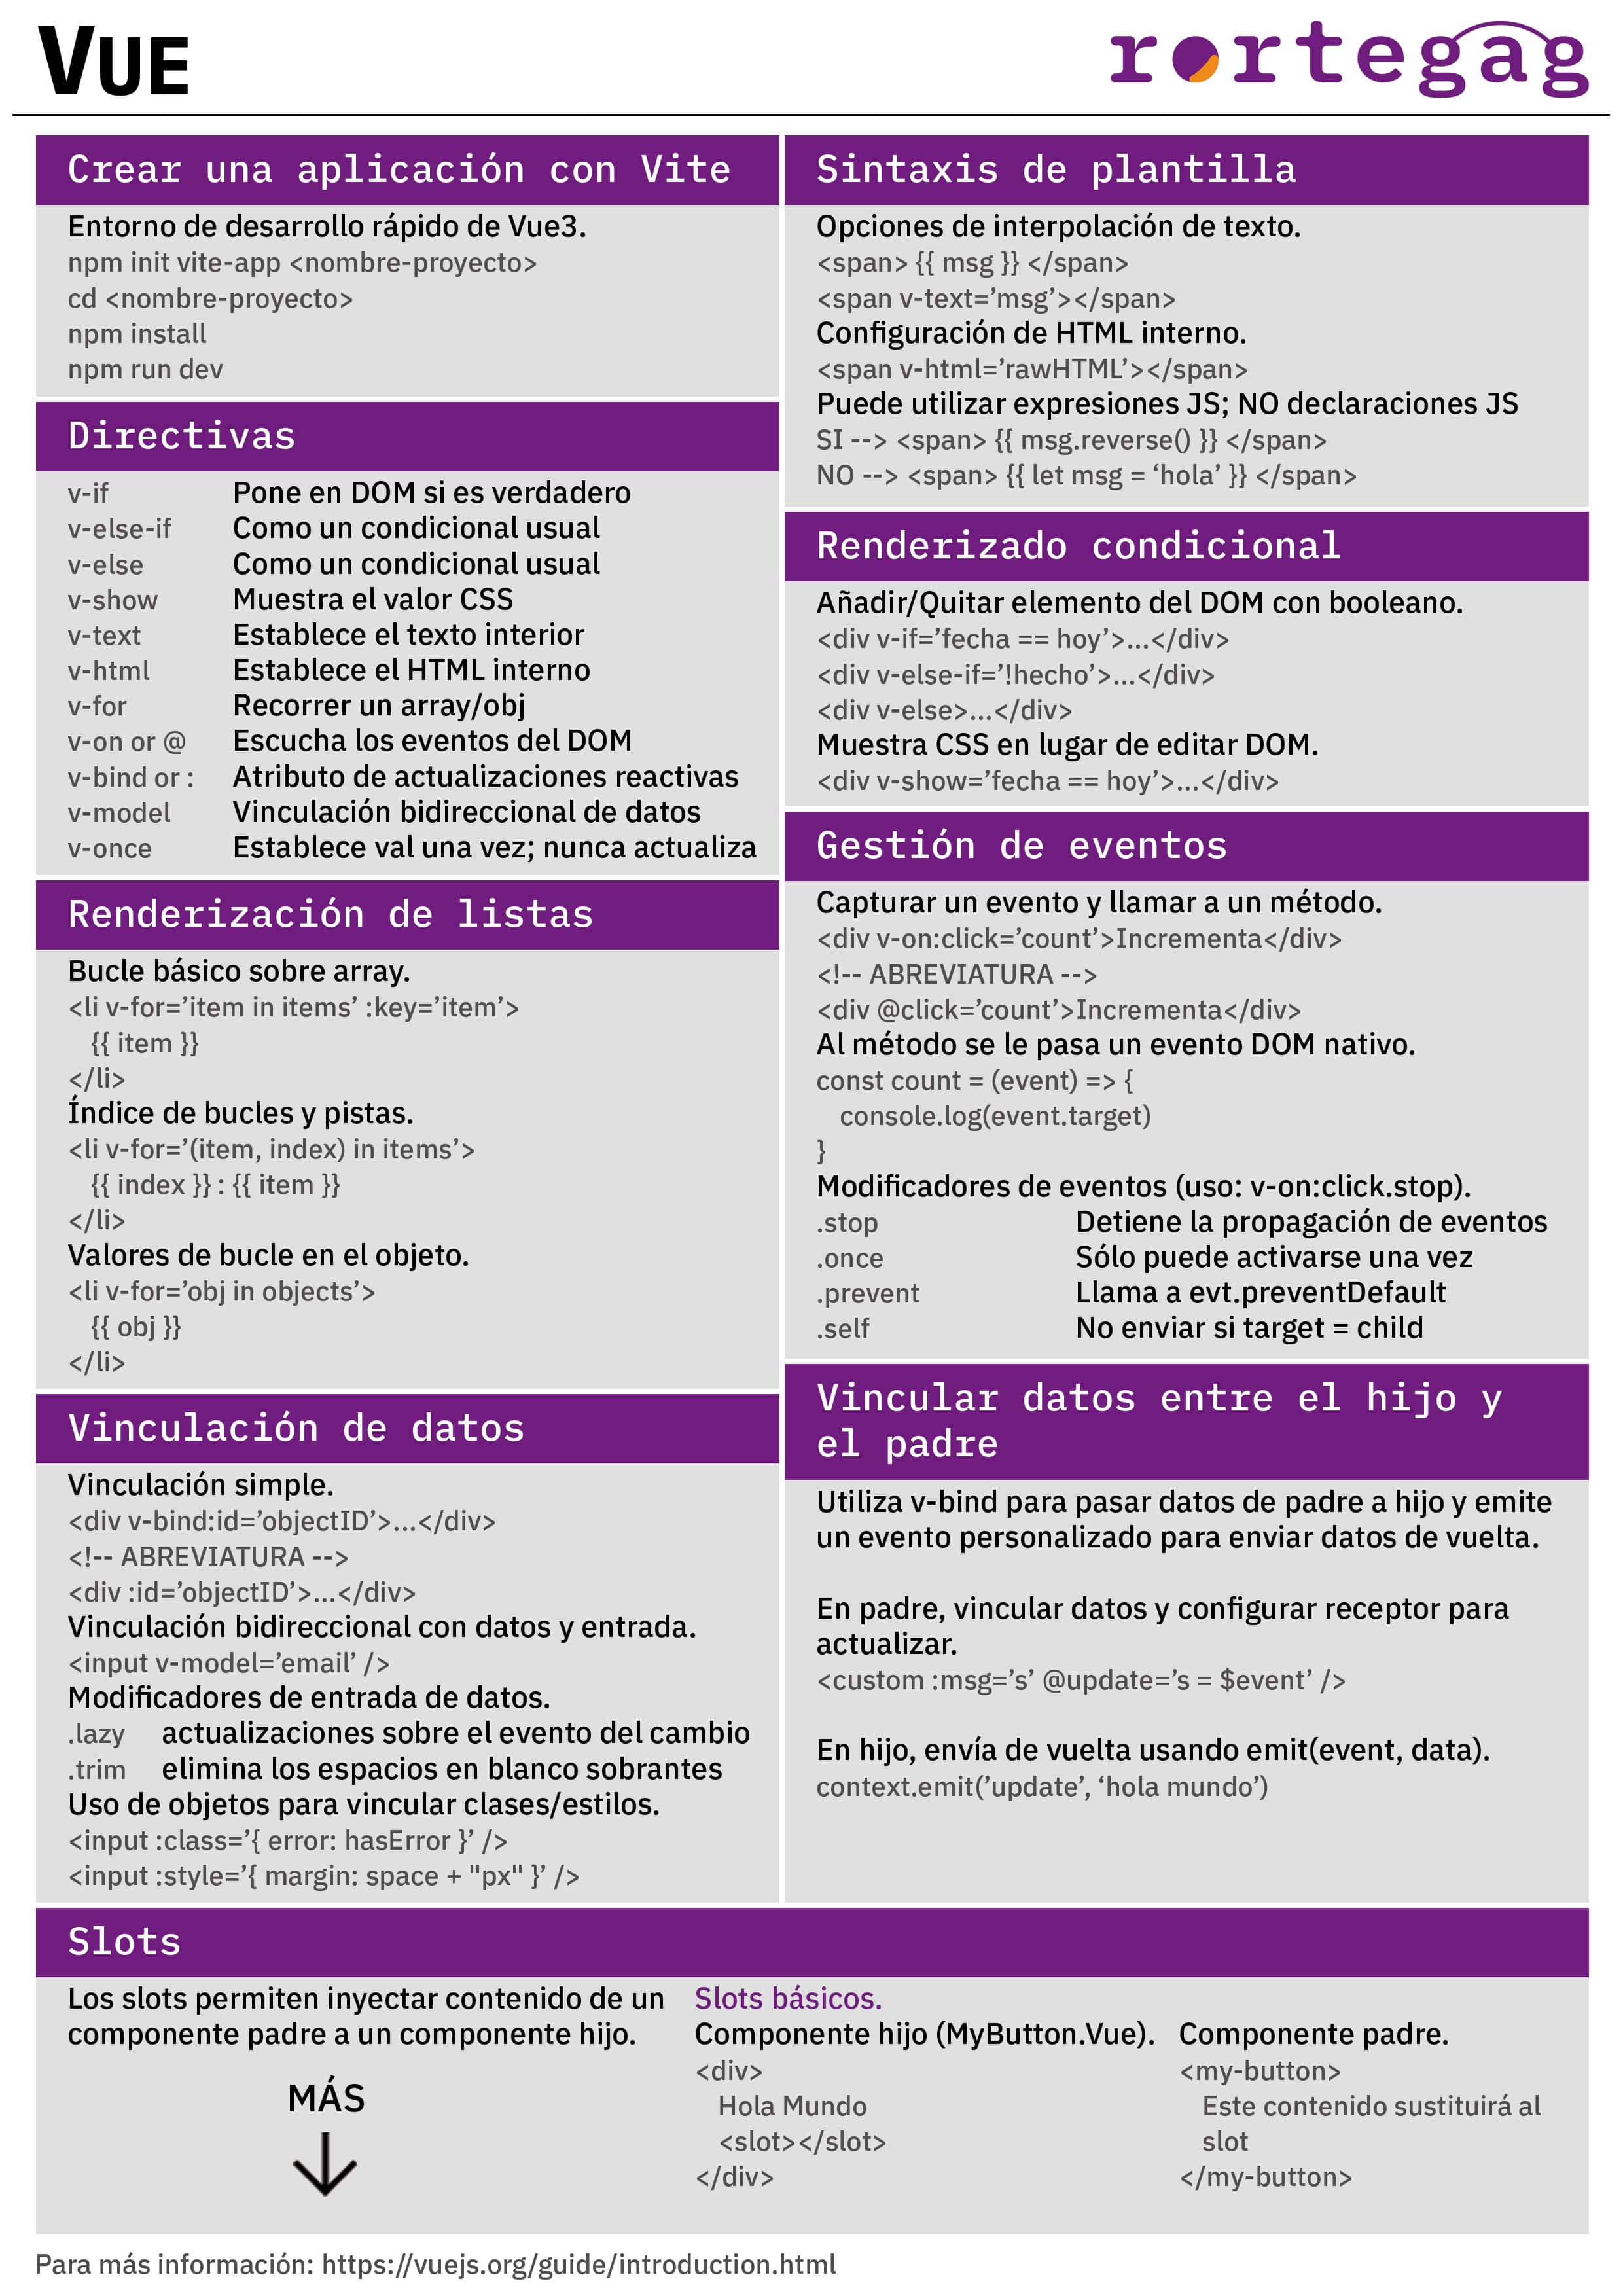 VUE
rortegag
Crear una aplicación con Vite
Entorno de desarrollo rápido de Vue3.
npm init vite-app <nombre-proyecto>
cd <nombre-proyecto>
npm install
npm run dev
Directivas
v-if Pone en DOM si es verdadero
v-else-if Como un condicional usual
v-else Como un condicional usual
v-show Muestra el valor CSS
v-text Establece el texto interior
v-html Establece el HTML interno
v-for Recorrer un array/obj
v-on or @ Escucha los eventos del DOM
v-bind or : Atributo de actualizaciones reactivas
v-model Vinculación bidireccional de datos
v-once Establece val una vez; nunca actualiza
Renderización de listas
Bucle básico sobre array.
<li v-for=’item in items’ :key=’item’>
{{ item }}
</li>
Índice de bucles y pistas.
<li v-for=’(item, index) in items’>
{{ index }} : {{ item }}
</li>
Valores de bucle en el objeto.
<li v-for=’obj in objects’>
{{ obj }}
</li>
Vinculación de datos
Vinculación simple.
<div v-bind:id=’objectID’>...</div>
<!-- ABREVIATURA -->
<div :id=’objectID’>...</div>
Vinculación bidireccional con datos y entrada.
<input v-model=’email’ />
Modificadores de entrada de datos.
.lazy actualizaciones sobre el evento del cambio
.trim elimina los espacios en blanco sobrantes
Uso de objetos para vincular clases/estilos.
<input :class=’{ error: hasError }’ />
<input :style=’{ margin: space + "px" }’ />
Sintaxis de plantilla
Opciones de interpolación de texto.
<span> {{ msg }} </span>
<span v-text=’msg’></span>
Configuración de HTML interno.
<span v-html=’rawHTML’></span>
Puede utilizar expresiones JS; NO declaraciones JS
SI --> <span> {{ msg.reverse() }} </span>
NO --> <span> {{ let msg = ‘hola’ }} </span>
Renderizado condicional
Añadir/Quitar elemento del DOM con booleano.
<div v-if=’fecha == hoy’>...</div>
<div v-else-if=’!hecho’>...</div>
<div v-else>...</div>
Muestra CSS en lugar de editar DOM.
<div v-show=’fecha == hoy’>...</div>
Gestión de eventos
Capturar un evento y llamar a un método.
<div v-on:click=’count’>Incrementa</div>
<!-- ABREVIATURA -->
<div @click=’count’>Incrementa</div>
Al método se le pasa un evento DOM nativo.
const count = (event) => {
console.log(event.target)
}
Modificadores de eventos (uso: v-on:click.stop).
.stop Detiene la propagación de eventos
.once Sólo puede activarse una vez
.prevent Llama a evt.preventDefault
.self No enviar si target = child
Vincular datos entre el hijo y
el padre
Utiliza v-bind para pasar datos de padre a hijo y emite
un evento personalizado para enviar datos de vuelta.
En padre, vincular datos y configurar receptor para
actualizar.
<custom :msg=’s’ @update=’s = $event’ />
En hijo, envía de vuelta usando emit(event, data).
context.emit(’update’, ‘hola mundo’)
Slots
Los slots permiten inyectar contenido de un
componente padre a un componente hijo.
MÁS
Slots básicos.
Componente hijo (MyButton.Vue).
<div>
Hola Mundo
<slot></slot>
</div>
Componente padre.
<my-button>
Este contenido sustituirá al
slot
</my-button>
Para más información: https://vuejs.org/guide/introduction.html